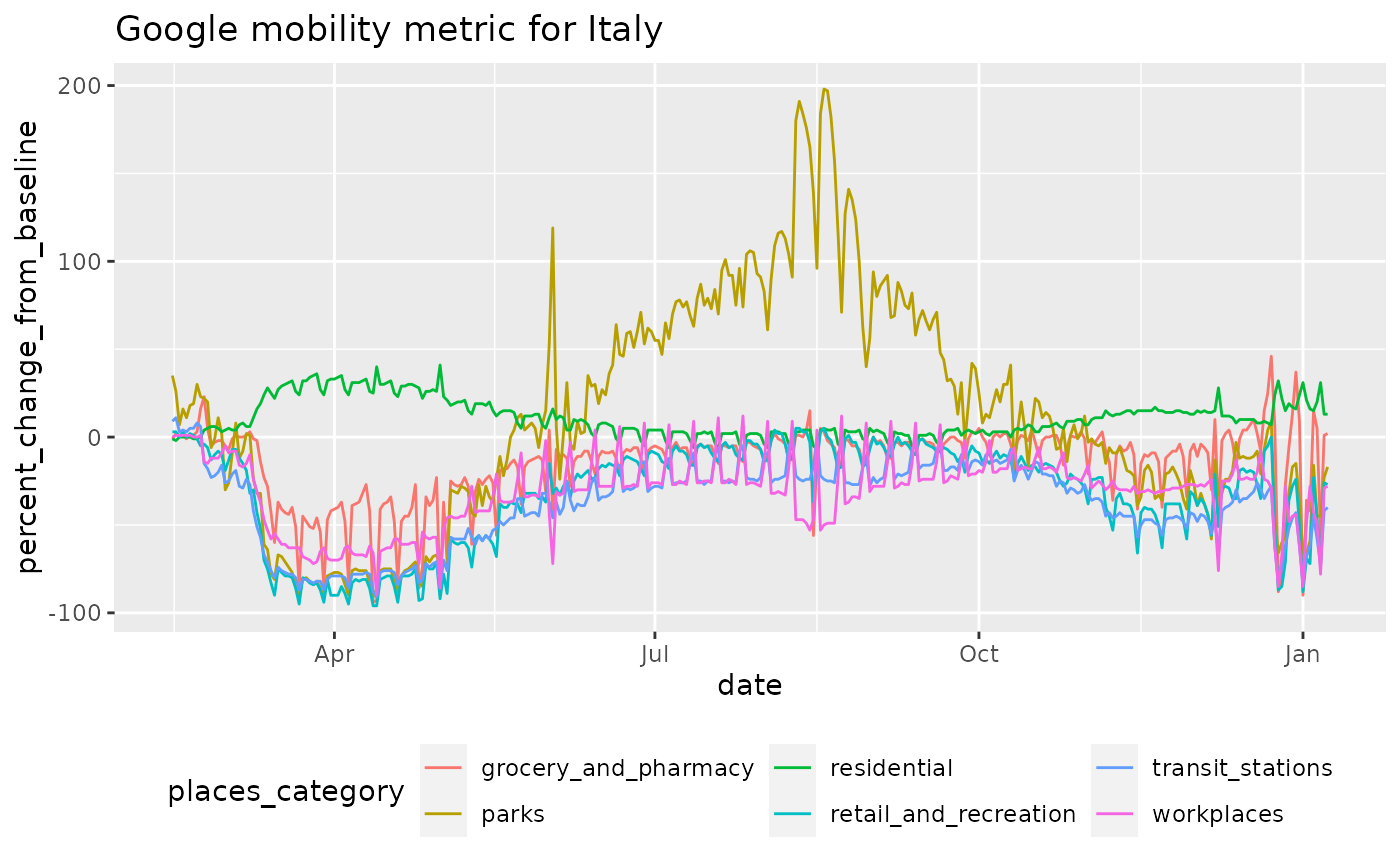 Google mobility metric for Italy
percent_change_from_baseline
200
100
0
-100
Apr
Jul
Oct
Jan
date
places_category
grocery_and_pharmacy
residential
transit_stations
parks
retail_and_recreation
workplaces